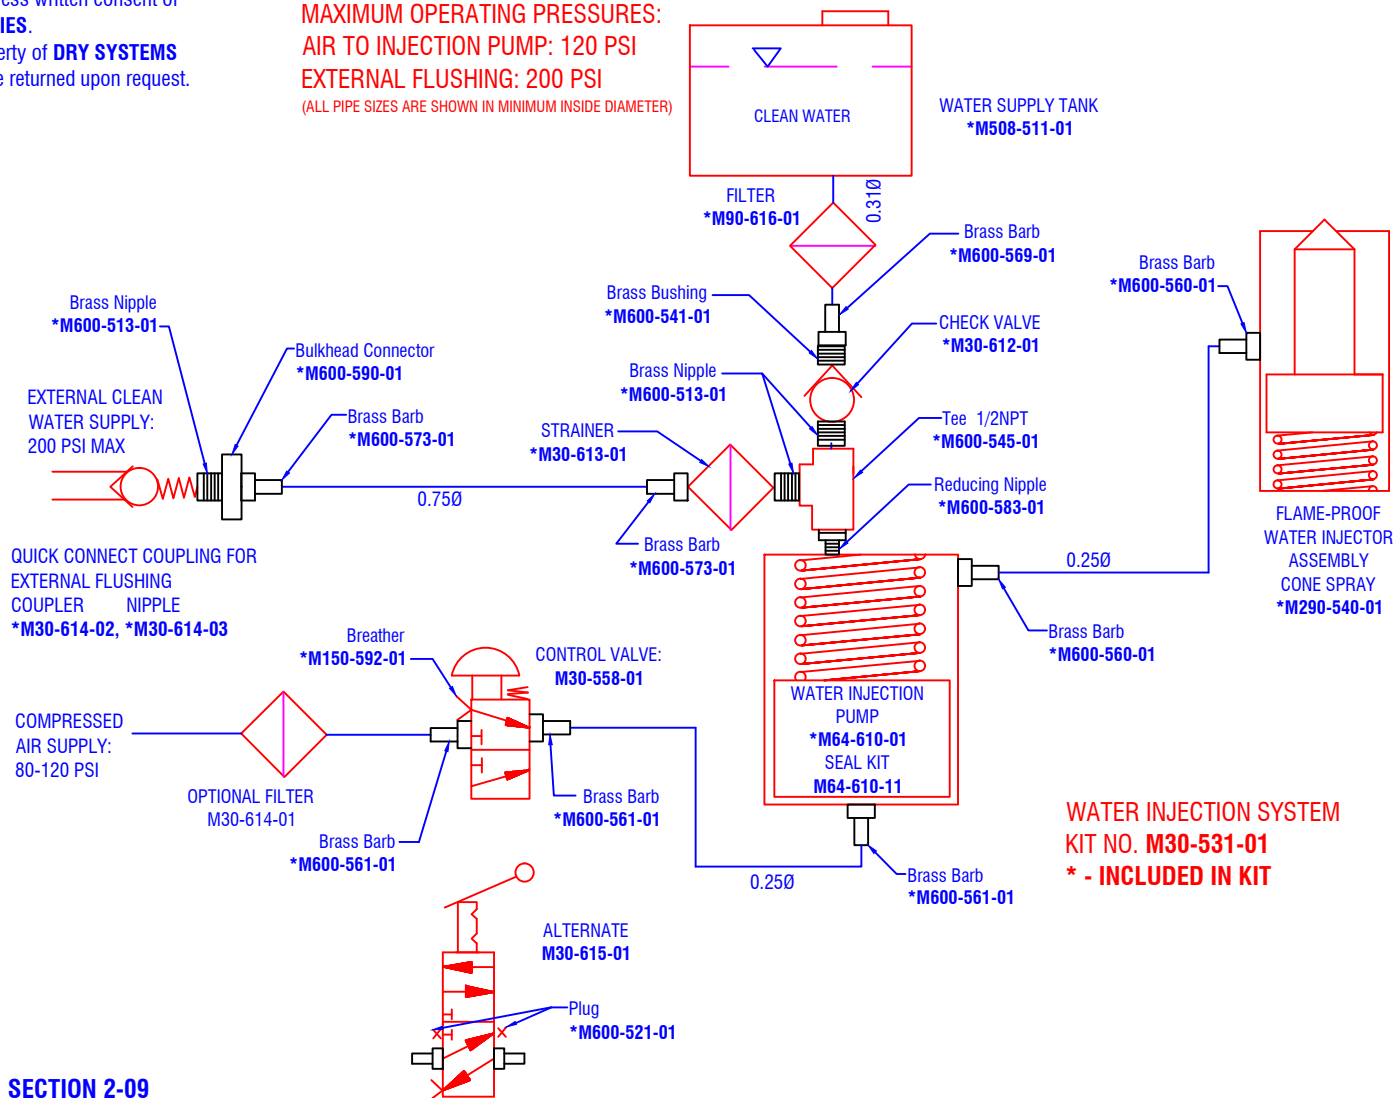 ess written consent of
IES.
erty of DRY SYSTEMS
e returned upon request.
MAXIMUM OPERATING PRESSURES:
AIR TO INJECTION PUMP: 120 PSI
EXTERNAL FLUSHING: 200 PSI
(ALL PIPE SIZES ARE SHOWN IN MINIMUM INSIDE DIAMETER)
CLEAN WATER
WATER SUPPLY TANK
*M508-511-01
FILTER
*M90-616-01
0.31Ø
Brass Barb
*M600-569-01
Brass Barb
*M600-560-01
Brass Nipple
*M600-513-01
Brass Bushing
*M600-541-01
CHECK VALVE
*M30-612-01
Bulkhead Connector
*M600-590-01
Brass Nipple
*M600-513-01
EXTERNAL CLEAN
WATER SUPPLY:
200 PSI MAX
Brass Barb
*M600-573-01
STRAINER
*M30-613-01
Tee 1/2NPT
*M600-545-01
0.75Ø
Reducing Nipple
*M600-583-01
Brass Barb
*M600-573-01
FLAME-PROOF
WATER INJECTOR
ASSEMBLY
CONE SPRAY
*M290-540-01
QUICK CONNECT COUPLING FOR
EXTERNAL FLUSHING
COUPLER NIPPLE
*M30-614-02, *M30-614-03
0.25Ø
Brass Barb
*M600-560-01
Breather
*M150-592-01
CONTROL VALVE:
M30-558-01
WATER INJECTION
PUMP
*M64-610-01
SEAL KIT
M64-610-11
COMPRESSED
AIR SUPPLY:
80-120 PSI
OPTIONAL FILTER
M30-614-01
Brass Barb
*M600-561-01
Brass Barb
*M600-561-01
WATER INJECTION SYSTEM
KIT NO. M30-531-01
* - INCLUDED IN KIT
0.25Ø
Brass Barb
*M600-561-01
ALTERNATE
M30-615-01
Plug
*M600-521-01
SECTION 2-09